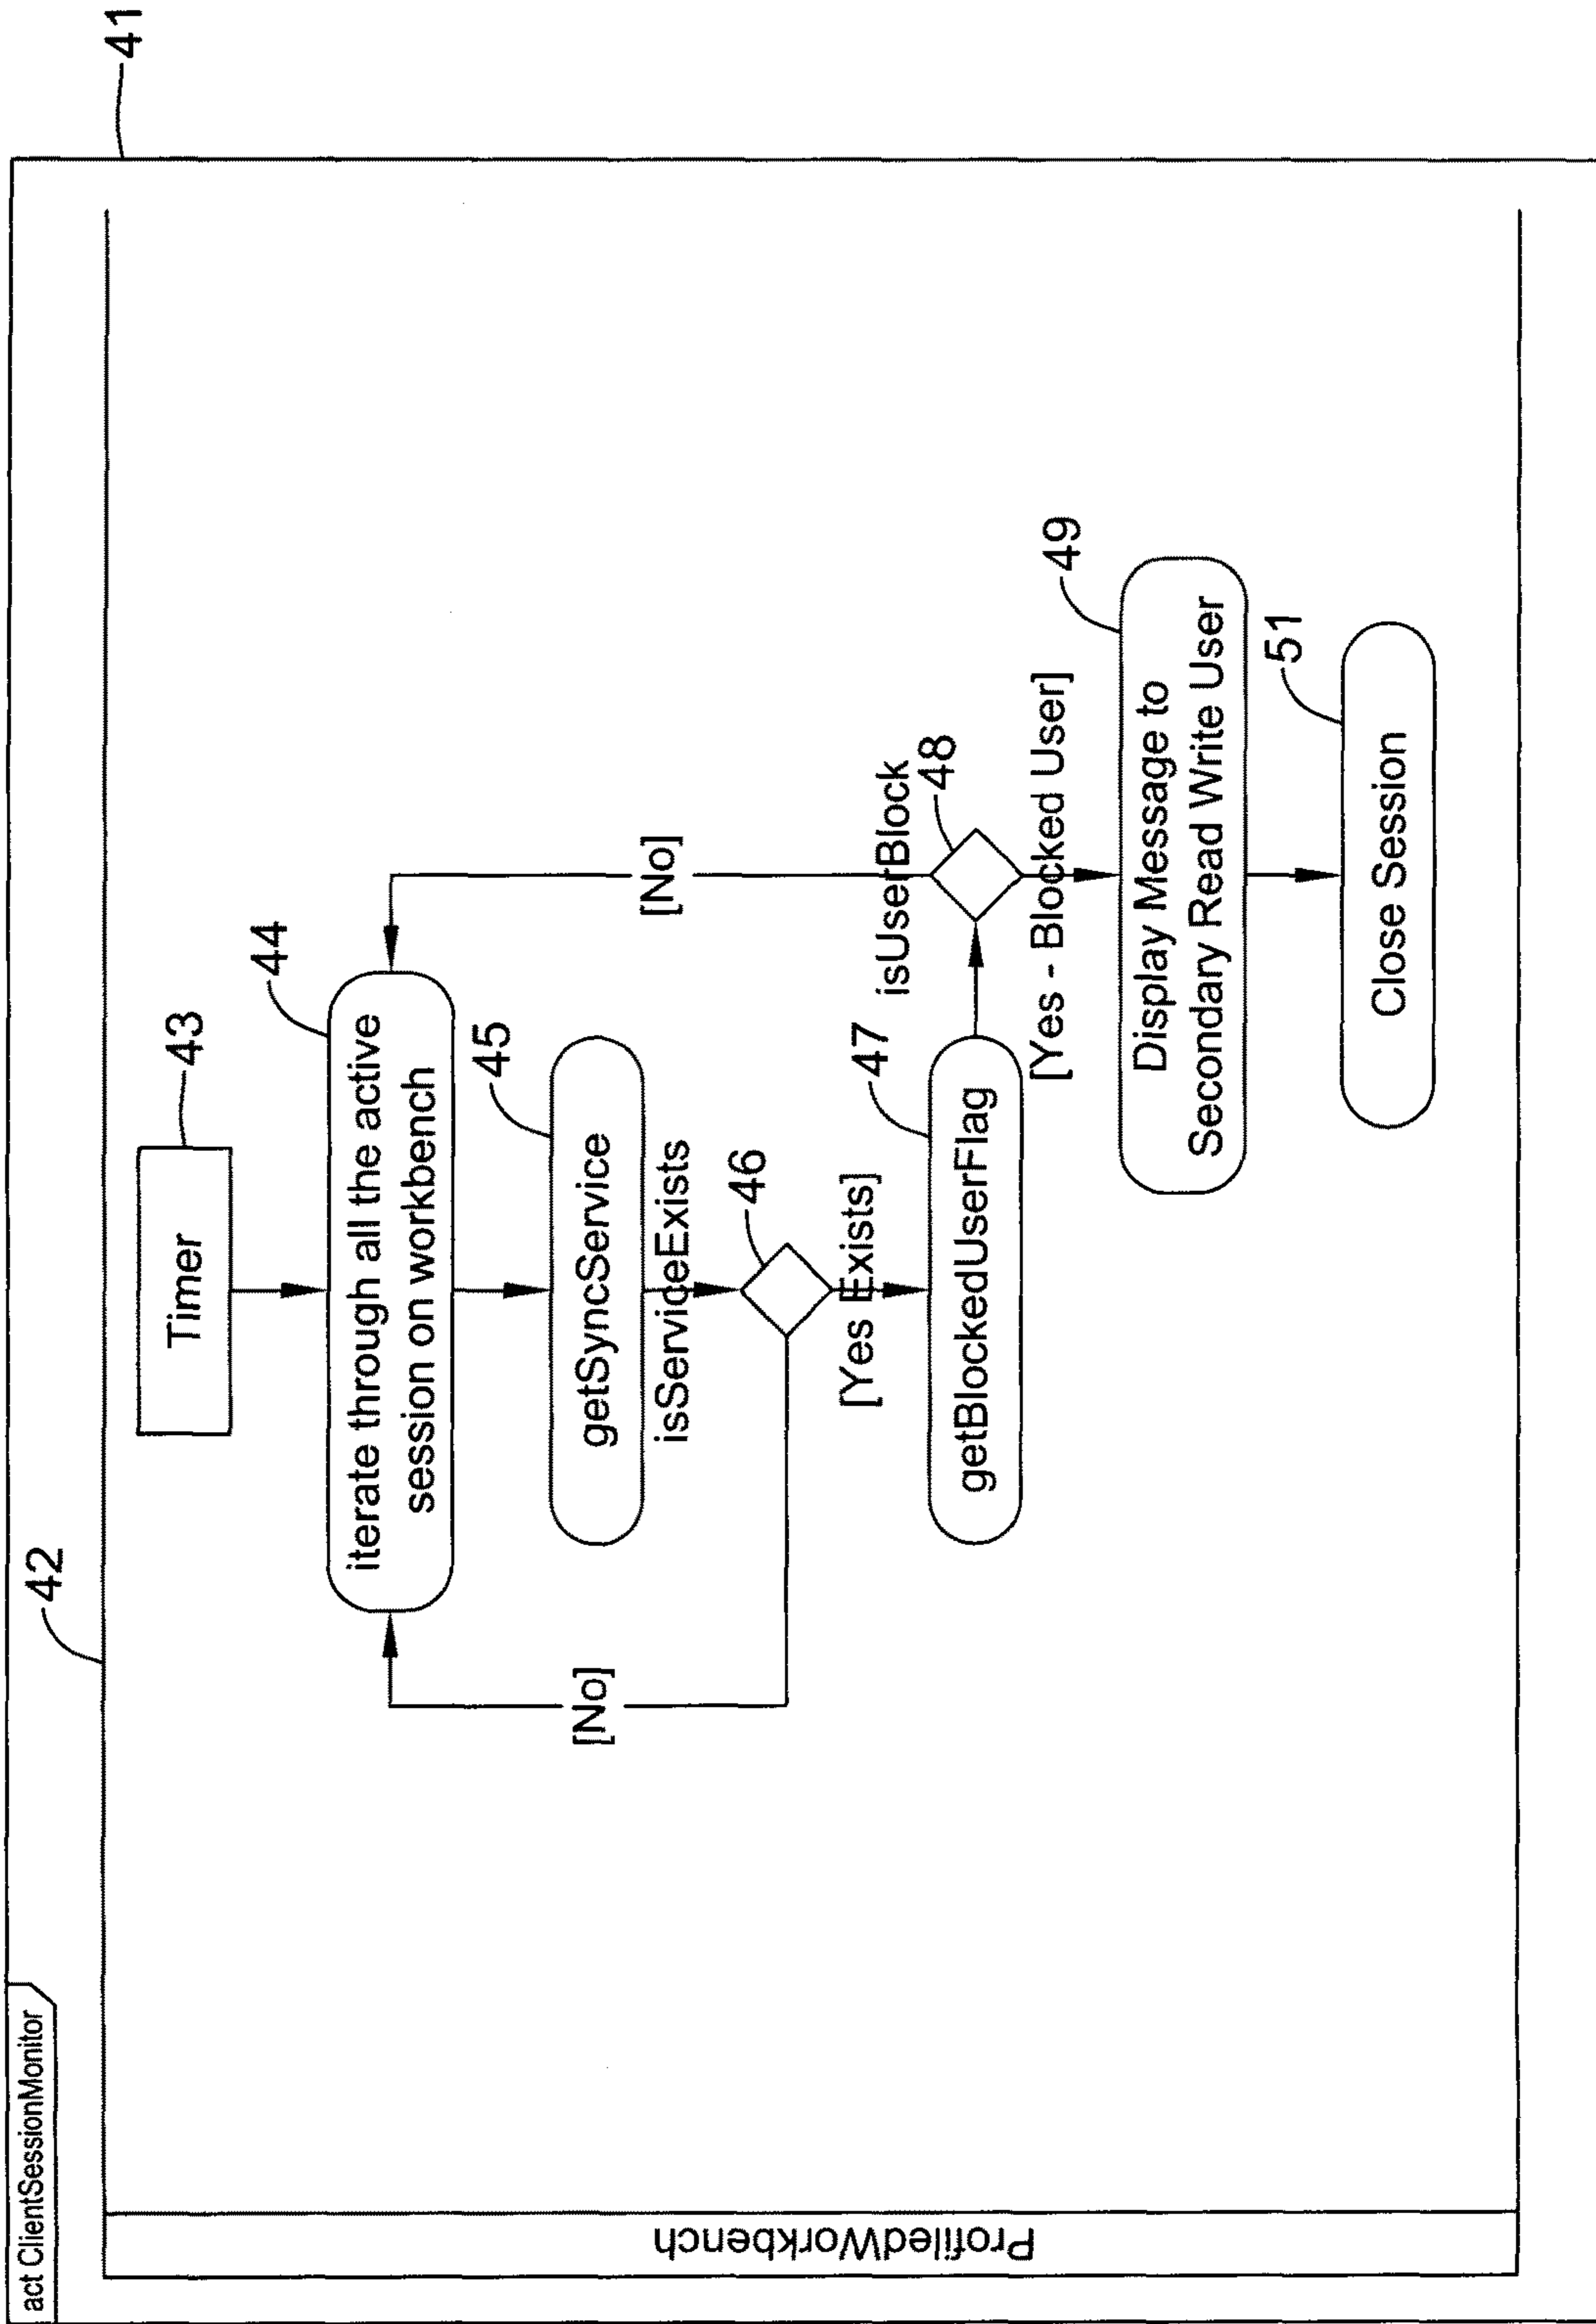 act ClientSessionMonitor
41
42
ProfiledWorkbench
Timer
43
44
iterate through all the active
session on workbench
45
getSyncService
isServiceExists
46
[No]
[Yes Exists]
47
getBlockedUserFlag
isUserBlock
48
[No]
[Yes - Blocked User]
49
Display Message to
Secondary Read Write User
51
Close Session